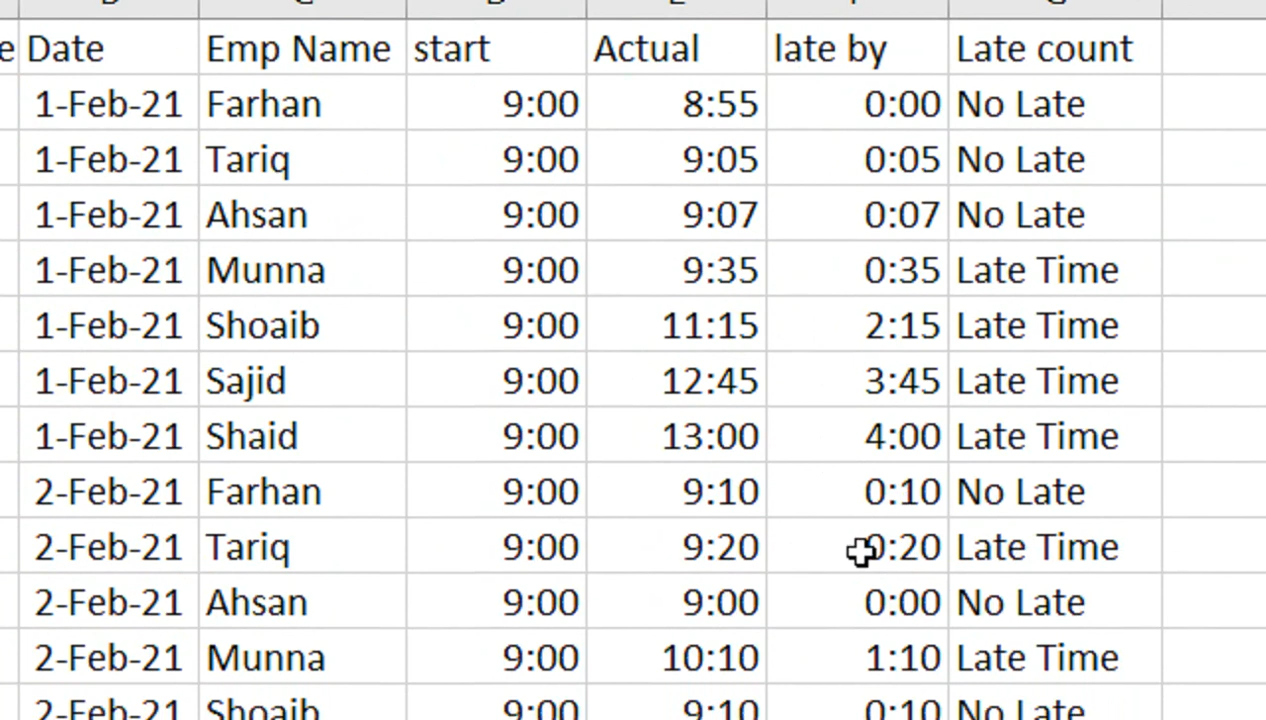 e Date Emp Name start Actual late by Late count
1-Feb-21 Farhan 9:00 8:55 0:00 No Late
1-Feb-21 Tariq 9:00 9:05 0:05 No Late
1-Feb-21 Ahsan 9:00 9:07 0:07 No Late
1-Feb-21 Munna 9:00 9:35 0:35 Late Time
1-Feb-21 Shoaib 9:00 11:15 2:15 Late Time
1-Feb-21 Sajid 9:00 12:45 3:45 Late Time
1-Feb-21 Shaid 9:00 13:00 4:00 Late Time
2-Feb-21 Farhan 9:00 9:10 0:10 No Late
2-Feb-21 Tariq 9:00 9:20 0:20 Late Time
2-Feb-21 Ahsan 9:00 9:00 0:00 No Late
2-Feb-21 Munna 9:00 10:10 1:10 Late Time
2-Feb-21 Shoaib 9:00 9:10 0:10 No Late